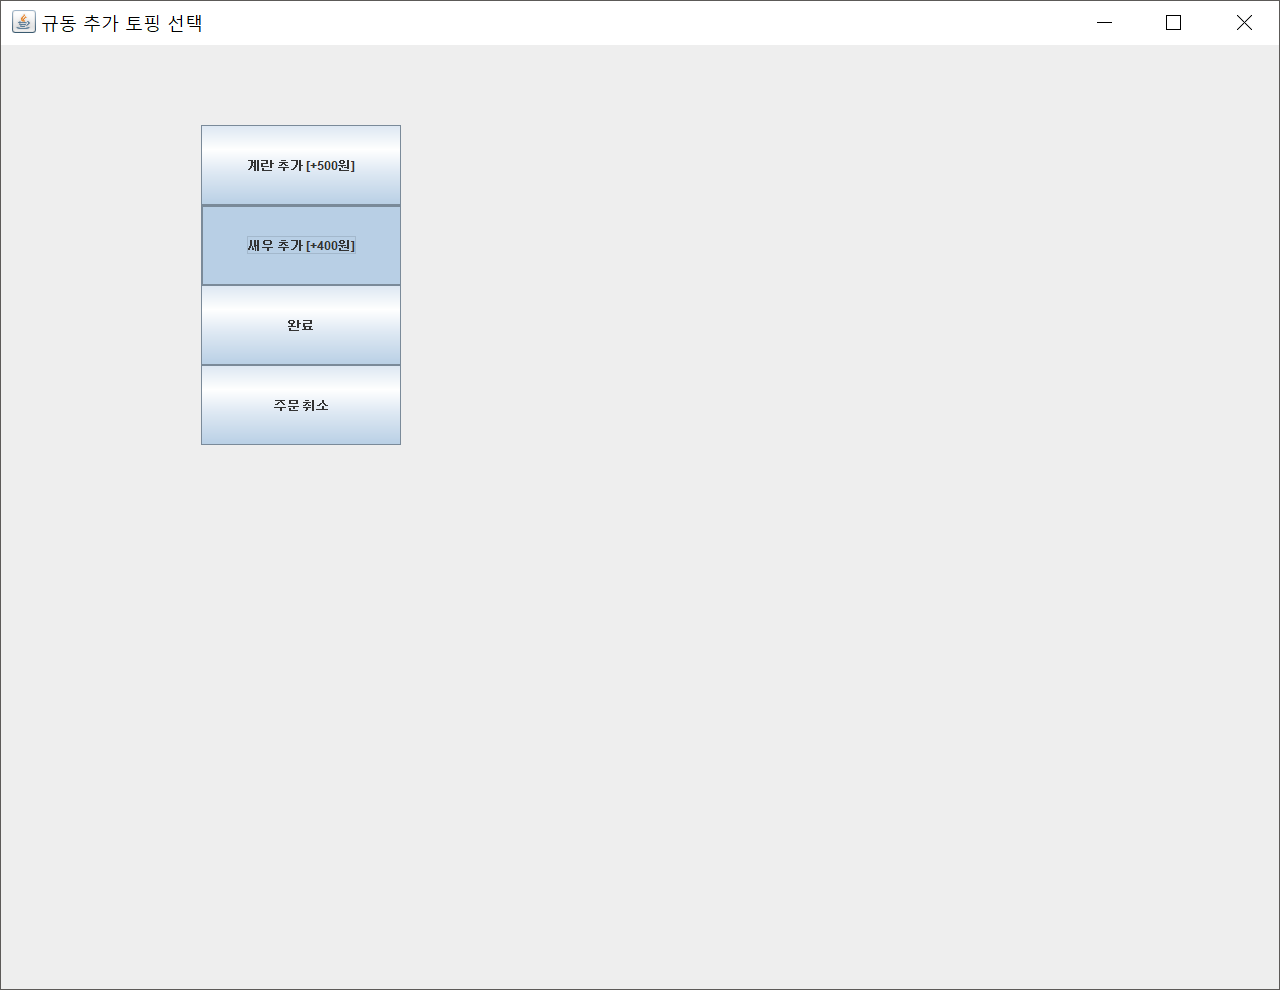 규동 추가 토핑 선택
계란 추가 [+500원]
새우 추가 [+400원]
완료
주문 취소